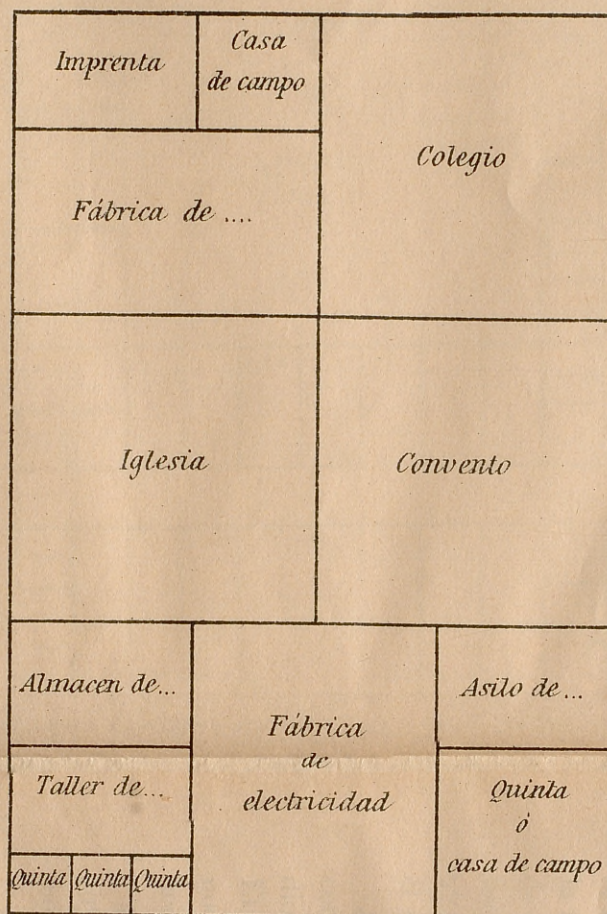 Imprenta
Casa
de campo
Colegio
Fábrica de ....
Iglesia
Convento
Almacen de...
Fábrica
de
electricidad
Asilo de ...
Taller de...
Quinta
ó
casa de campo
Quinta
Quinta
Quinta